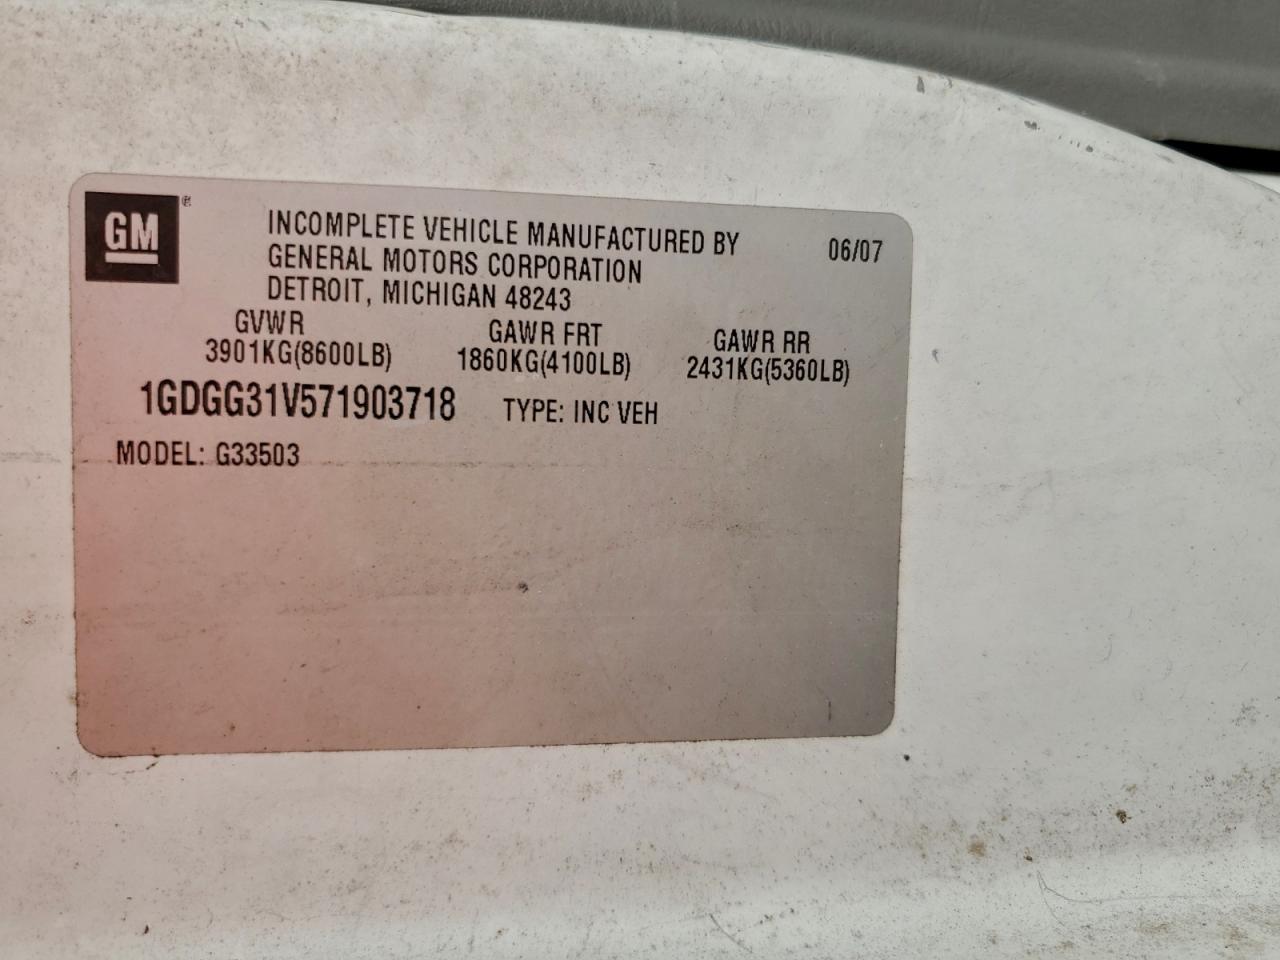 GM®
INCOMPLETE VEHICLE MANUFACTURED BY 06/07
GENERAL MOTORS CORPORATION
DETROIT, MICHIGAN 48243
GVWR GAWR FRT GAWR RR
3901KG(8600LB) 1860KG(4100LB) 2431KG(5360LB)
1GDGG31V571903718 TYPE: INC VEH
MODEL: G33503